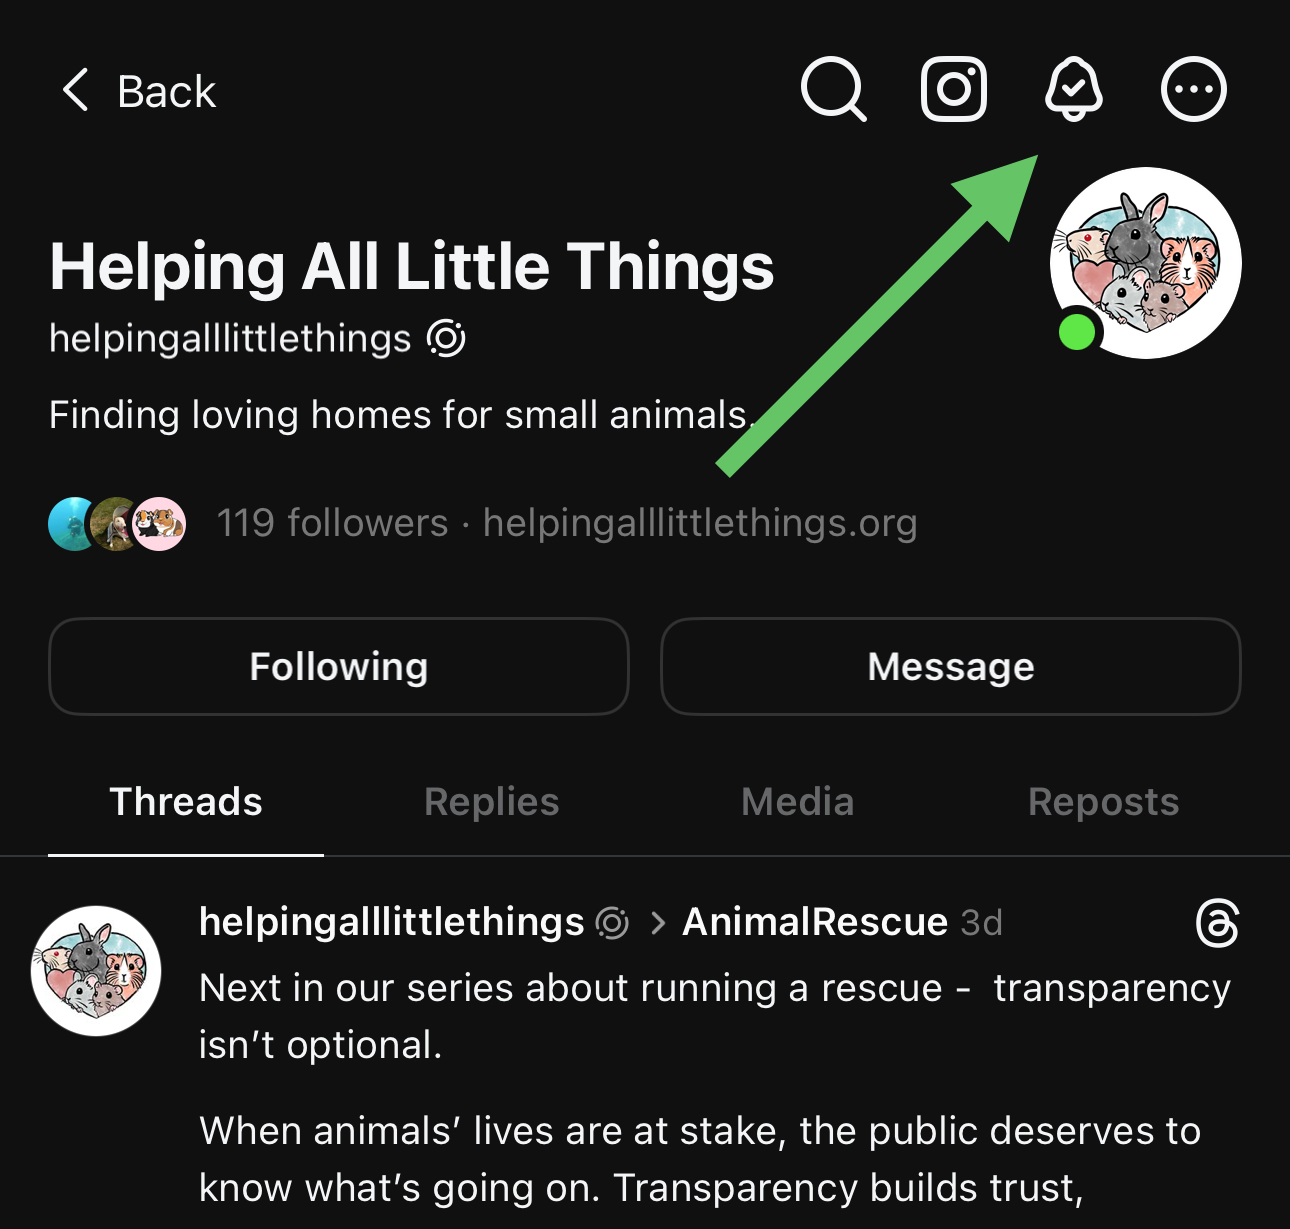 Back
Helping All Little Things
helpingalllittlethings
Finding loving homes for small animals.
119 followers · helpingalllittlethings.org
Following
Message
Threads
Replies
Media
Reposts
helpingalllittlethings > AnimalRescue 3d
Next in our series about running a rescue -  transparency
isn’t optional.
When animals’ lives are at stake, the public deserves to
know what’s going on. Transparency builds trust,